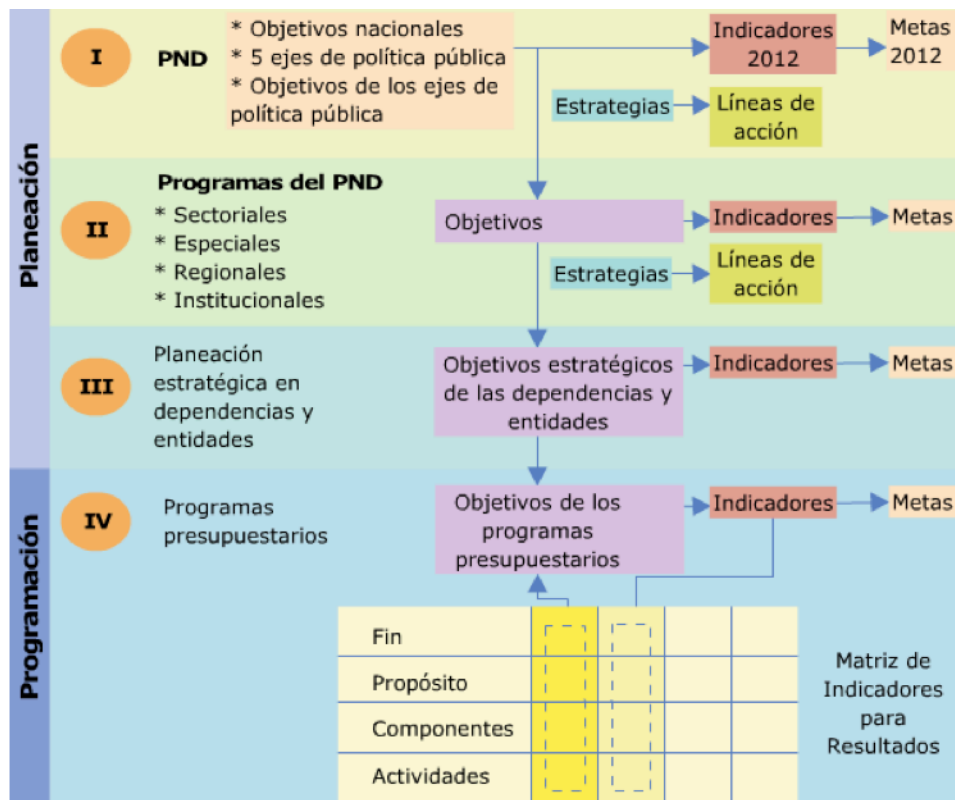 Planeación
I
PND
* Objetivos nacionales
* 5 ejes de política pública
* Objetivos de los ejes de
política pública
Indicadores
2012
Metas
2012
Estrategias
Líneas de
acción
II
Programas del PND
* Sectoriales
* Especiales
* Regionales
* Institucionales
Objetivos
Indicadores
Metas
Estrategias
Líneas de
acción
III
Planeación
estratégica en
dependencias y
entidades
Objetivos estratégicos
de las dependencias y
entidades
Indicadores
Metas
Programación
IV
Programas
presupuestarios
Objetivos de los
programas
presupuestarios
Indicadores
Metas
Fin
Propósito
Componentes
Actividades
Matriz de
Indicadores
para
Resultados